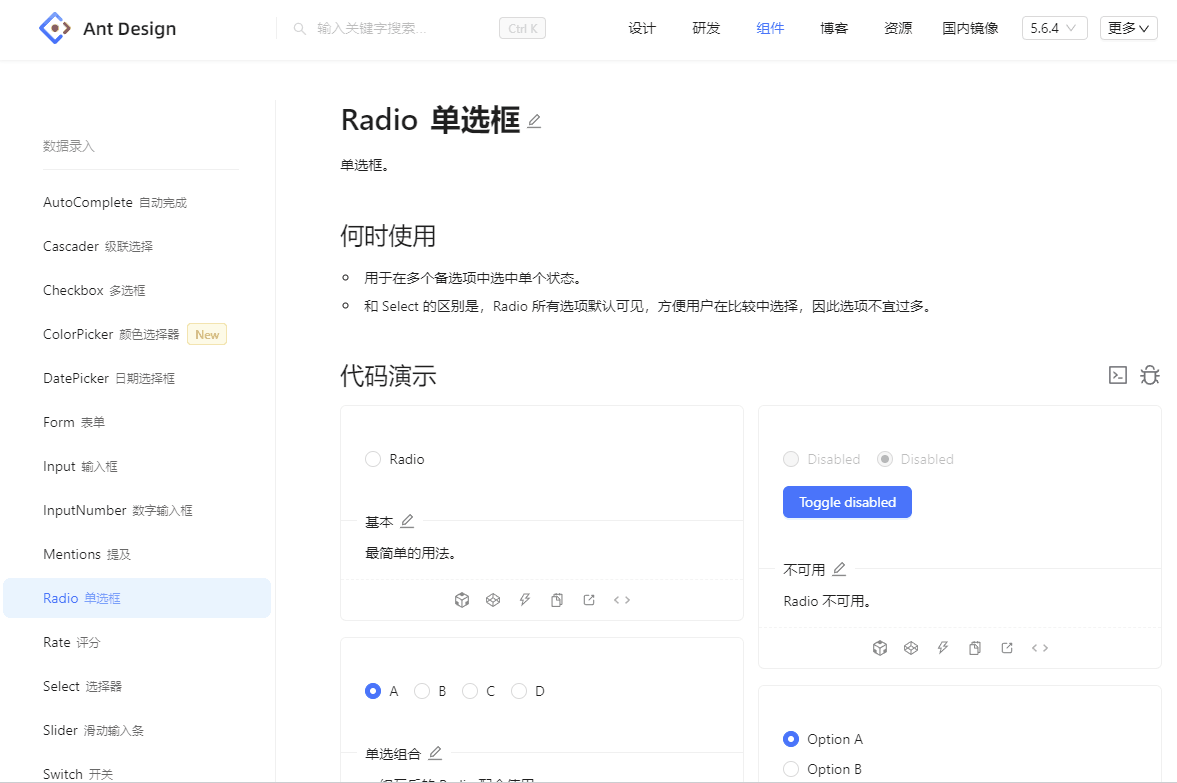 Ant Design
输入关键字搜索...
Ctrl K
设计
研发
组件
博客
资源
国内镜像
5.6.4
更多
数据录入
AutoComplete 自动完成
Cascader 级联选择
Checkbox 多选框
ColorPicker 颜色选择器 New
DatePicker 日期选择框
Form 表单
Input 输入框
InputNumber 数字输入框
Mentions 提及
Radio 单选框
Rate 评分
Select 选择器
Slider 滑动输入条
Switch 开关
Radio 单选框
单选框。
何时使用
用于在多个备选项中选中单个状态。
和 Select 的区别是，Radio 所有选项默认可见，方便用户在比较中选择，因此选项不宜过多。
代码演示
Radio
基本
最简单的用法。
A B C D
单选组合
Disabled Disabled
Toggle disabled
不可用
Radio 不可用。
Option A
Option B